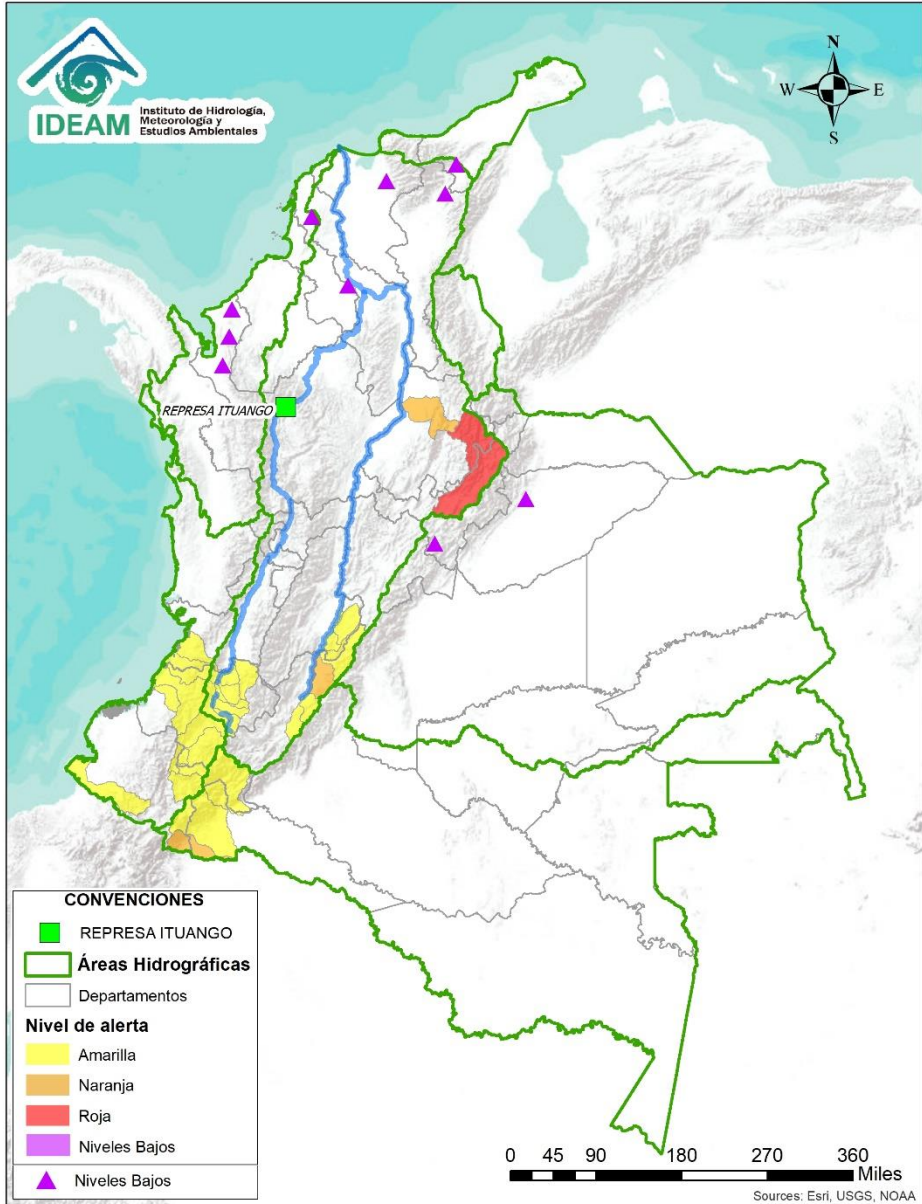 IDEAM
Instituto de Hidrología,
Meteorología y
Estudios Ambientales
N
W
E
S
REPRESA ITUANGO
CONVENCIONES
REPRESA ITUANGO
Áreas Hidrográficas
Departamentos
Nivel de alerta
Amarilla
Naranja
Roja
Niveles Bajos
Niveles Bajos
0 45 90 180 270 360
Miles
Sources: Esri, USGS, NOAA